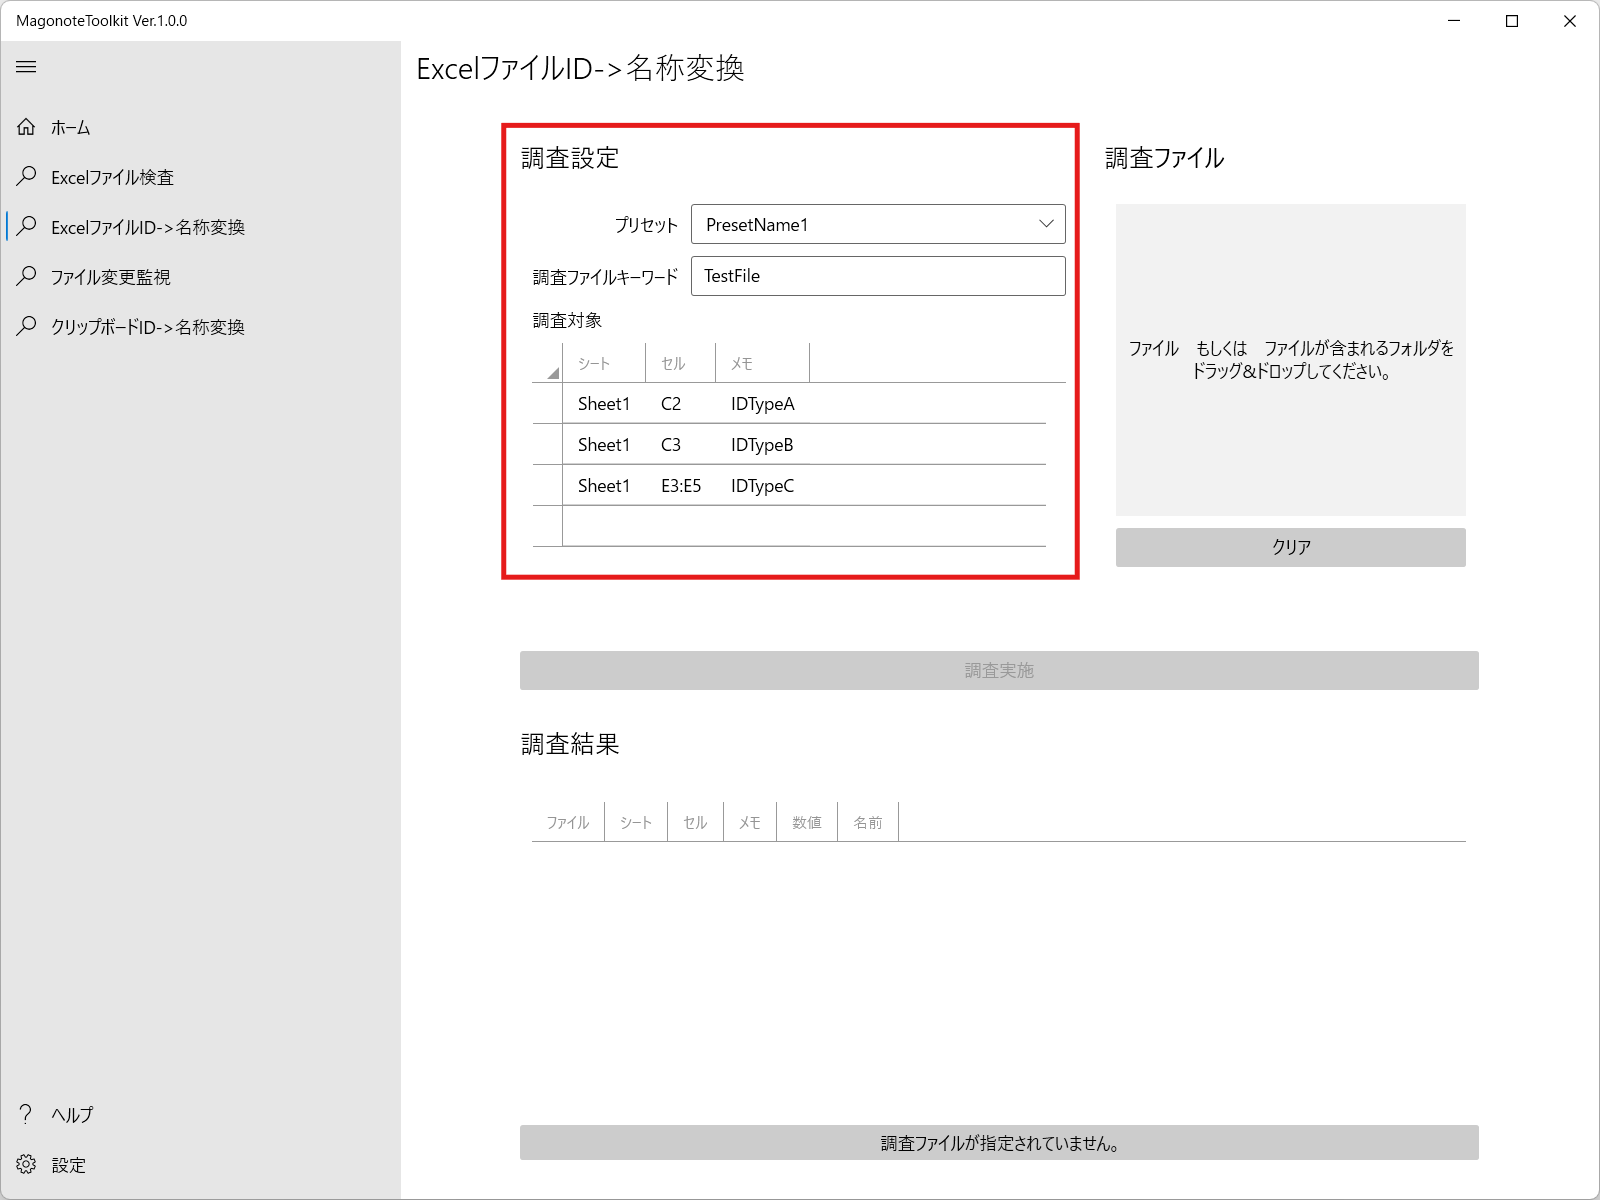 MagonoteToolkit Ver.1.0.0
ホーム
Excelファイル検査
ExcelファイルID->名称変換
ファイル変更監視
クリップボードID->名称変換
ヘルプ
設定
ExcelファイルID->名称変換
調査設定
プリセット PresetName1
調査ファイルキーワード TestFile
調査対象
シート セル メモ
Sheet1 C2 IDTypeA
Sheet1 C3 IDTypeB
Sheet1 E3:E5 IDTypeC
調査ファイル
ファイル　もしくは　ファイルが含まれるフォルダを
ドラッグ&ドロップしてください。
クリア
調査実施
調査結果
ファイル シート セル メモ 数値 名前
調査ファイルが指定されていません。